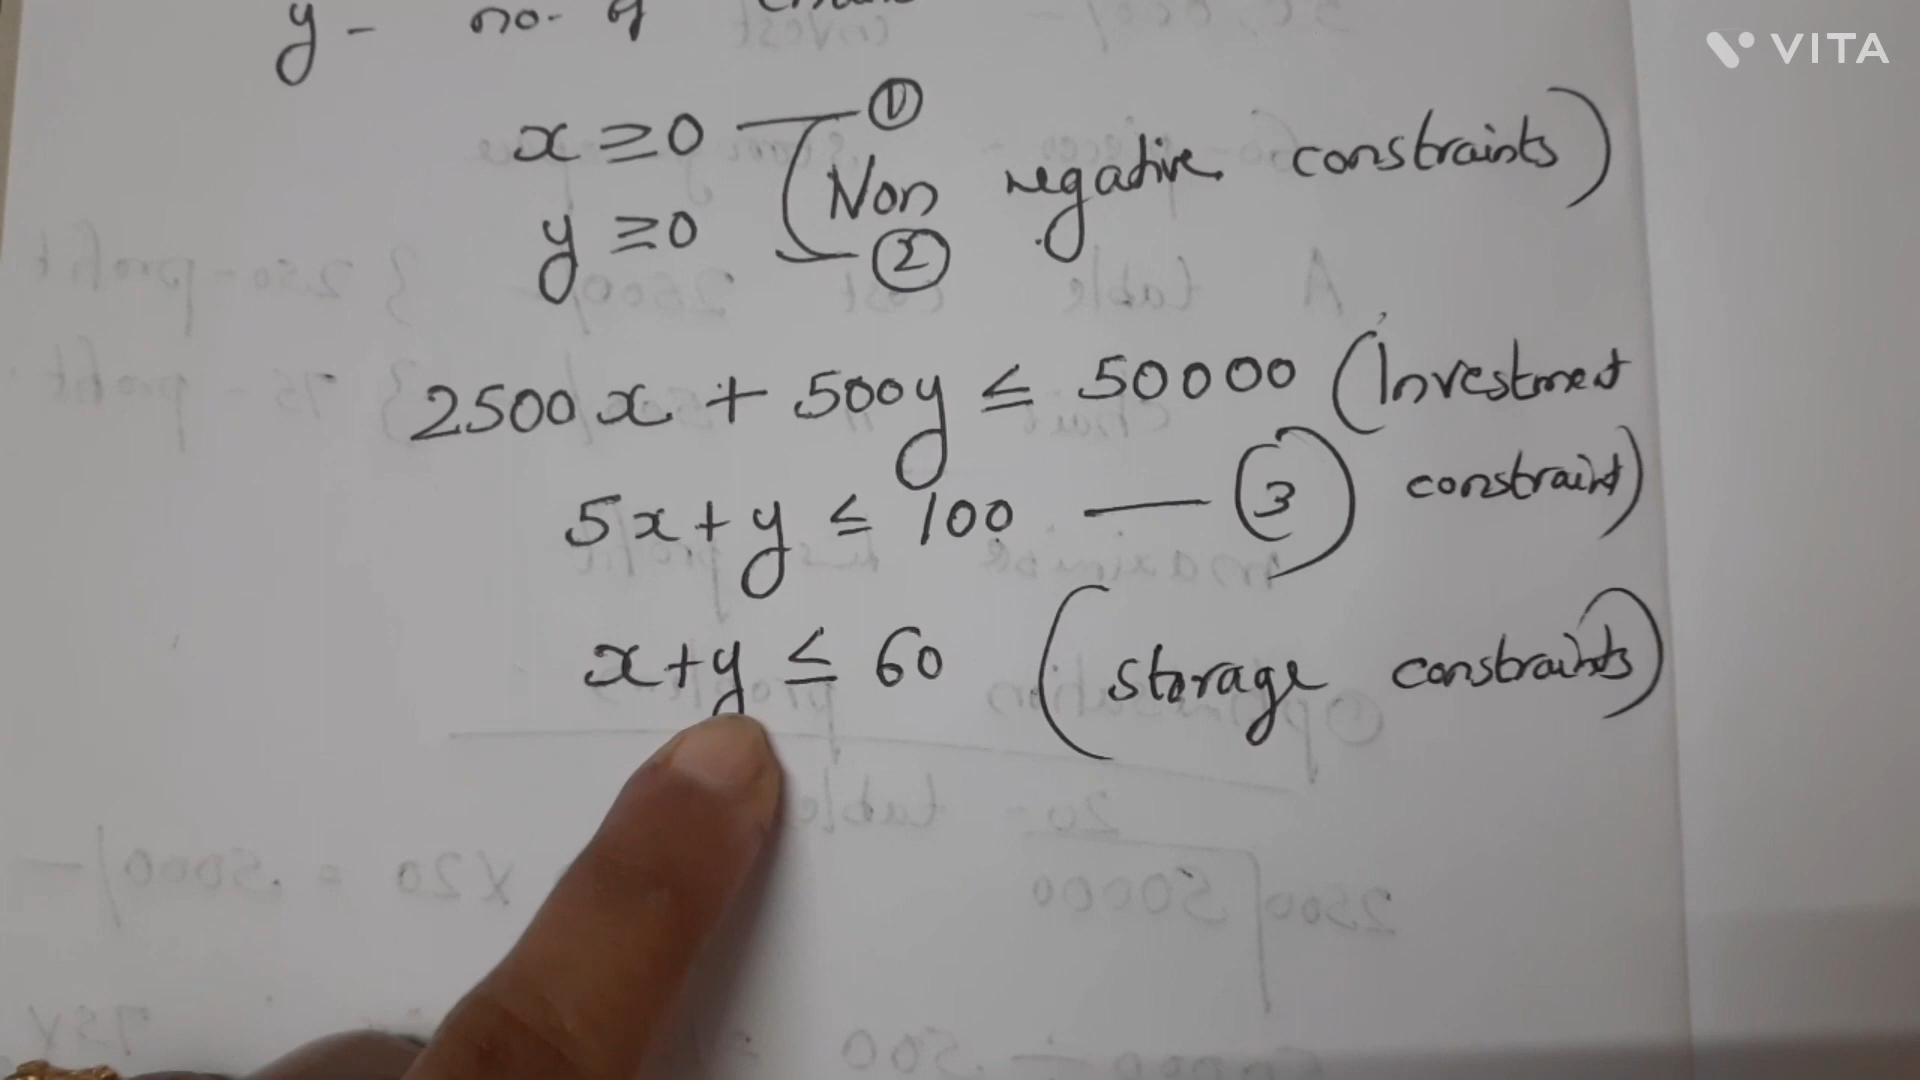 VITA
y - no. of
x ≥ 0 — ①
(Non negative constraints)
y ≥ 0 — ②
2500x + 500y ≤ 50000 (Investment
5x + y ≤ 100 — ③ constraint)
x + y ≤ 60 (storage constraints)